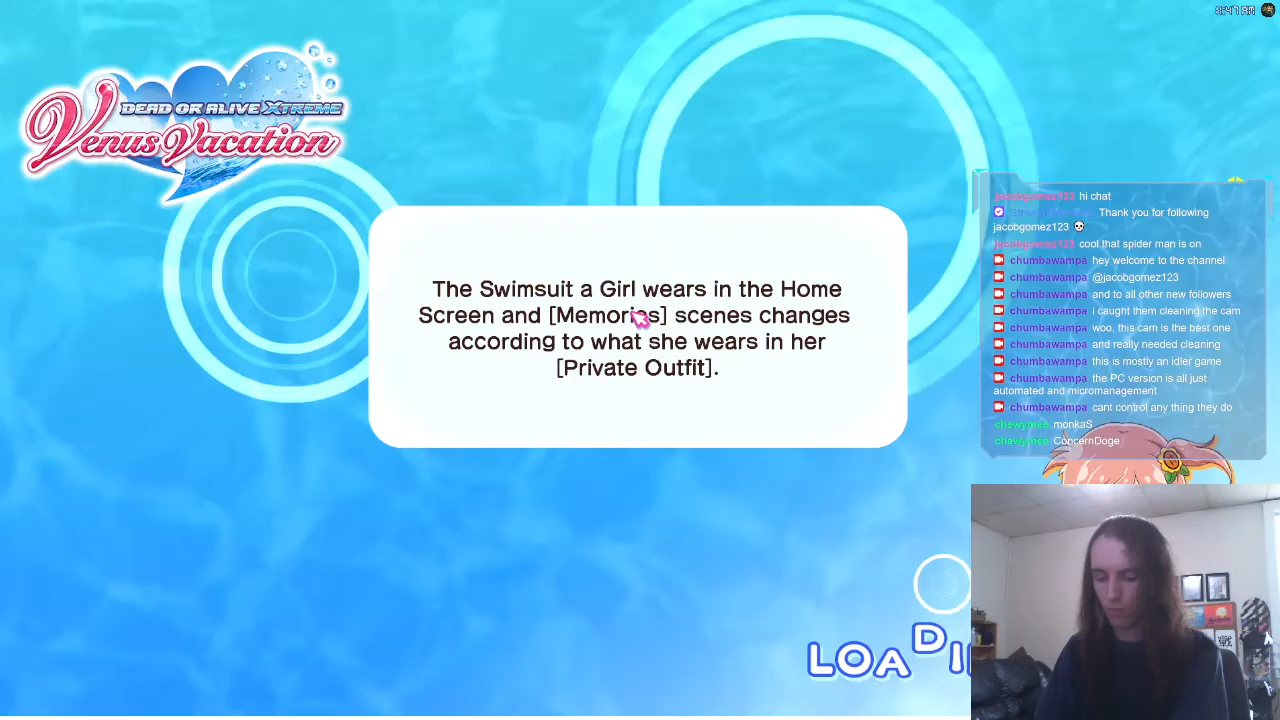 DEAD OR ALIVE XTREME
Venus Vacation
The Swimsuit a Girl wears in the Home
Screen and [Memories] scenes changes
according to what she wears in her
[Private Outfit].
jacobgomez123 hi chat
Thank you for following
jacobgomez123
jacobgomez123 cool that spider man is on
chumbawampa hey welcome to the channel
chumbawampa @jacobgomez123
chumbawampa and to all other new followers
chumbawampa i caught them cleaning the cam
chumbawampa woo, this cam is the best one
chumbawampa and really needed cleaning
chumbawampa this is mostly an idler game
chumbawampa the PC version is all just
automated and micromanagement
chumbawampa cant control any thing they do
chewymee monkaS
chewymee ConcernDoge
LOADI